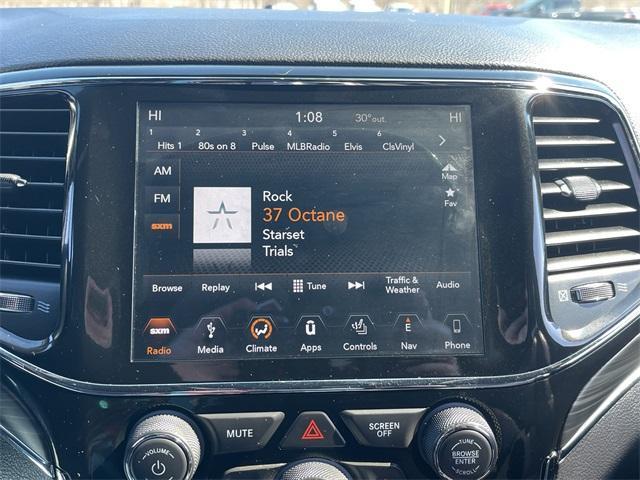 HI 1:08 30°out. HI
1 2 3 4 5 6
Hits 1 80s on 8 Pulse MLBRadio Elvis ClsVinyl
AM
Map
FM
Fav
sxm
Rock
37 Octane
Starset
Trials
Browse Replay Tune Traffic & Weather Audio
sxm
E
Radio Media Climate Apps Controls Nav Phone
MUTE
SCREEN OFF
VOLUME
TUNE
BROWSE
ENTER
SCROLL